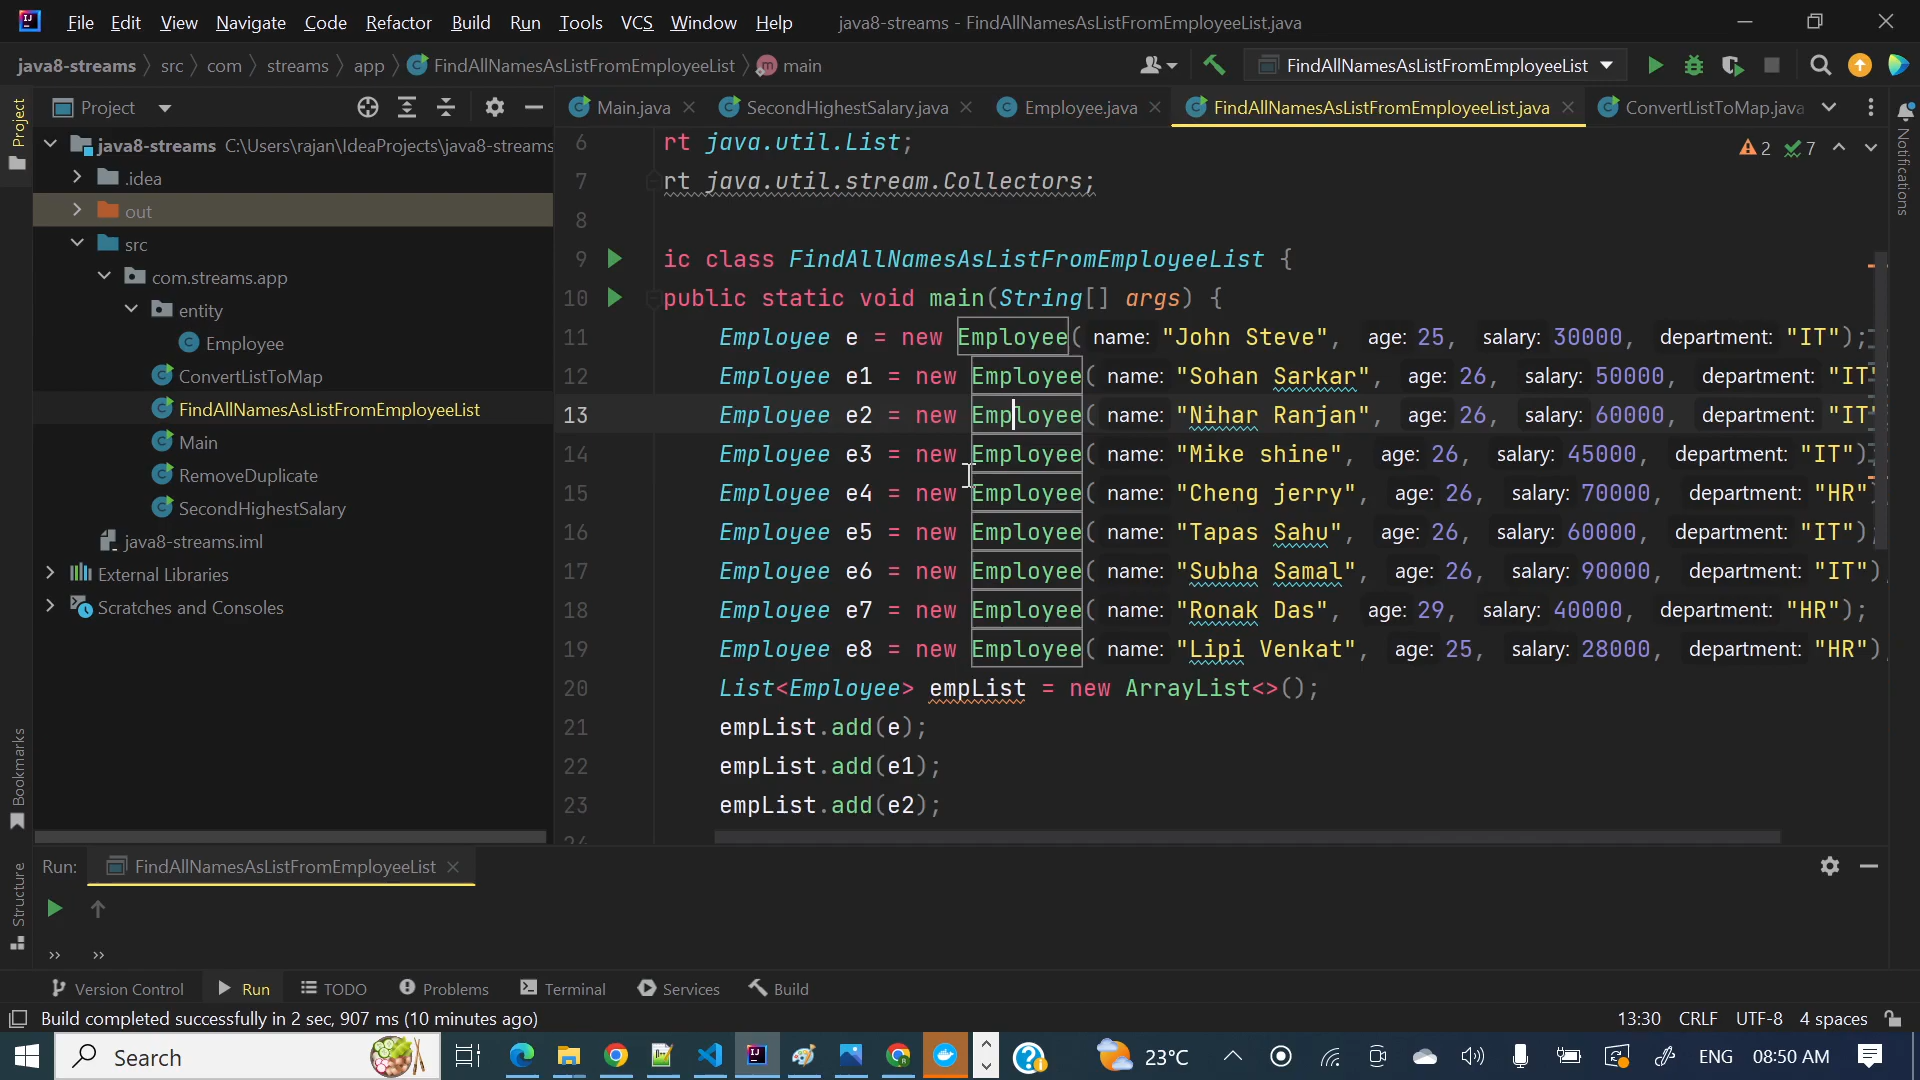 File Edit View Navigate Code Refactor Build Run Tools VCS Window Help java8-streams - FindAllNamesAsListFromEmployeeList.java
java8-streams src com streams app FindAllNamesAsListFromEmployeeList main FindAllNamesAsListFromEmployeeList
Project Main.java SecondHighestSalary.java Employee.java FindAllNamesAsListFromEmployeeList.java ConvertListToMap.java
Project
Bookmarks
Structure
Notifications
java8-streams C:\Users\rajan\IdeaProjects\java8-streams
.idea
out
src
com.streams.app
entity
Employee
ConvertListToMap
FindAllNamesAsListFromEmployeeList
Main
RemoveDuplicate
SecondHighestSalary
java8-streams.iml
External Libraries
Scratches and Consoles
2 7
6 rt java.util.List;
7 rt java.util.stream.Collectors;
8
9 ic class FindAllNamesAsListFromEmployeeList {
10 public static void main(String[] args) {
11 Employee e = new Employee( name: "John Steve", age: 25, salary: 30000, department: "IT");
12 Employee e1 = new Employee( name: "Sohan Sarkar", age: 26, salary: 50000, department: "IT"
13 Employee e2 = new Employee( name: "Nihar Ranjan", age: 26, salary: 60000, department: "IT"
14 Employee e3 = new Employee( name: "Mike shine", age: 26, salary: 45000, department: "IT")
15 Employee e4 = new Employee( name: "Cheng jerry", age: 26, salary: 70000, department: "HR")
16 Employee e5 = new Employee( name: "Tapas Sahu", age: 26, salary: 60000, department: "IT");
17 Employee e6 = new Employee( name: "Subha Samal", age: 26, salary: 90000, department: "IT")
18 Employee e7 = new Employee( name: "Ronak Das", age: 29, salary: 40000, department: "HR");
19 Employee e8 = new Employee( name: "Lipi Venkat", age: 25, salary: 28000, department: "HR")
20 List<Employee> empList = new ArrayList<>();
21 empList.add(e);
22 empList.add(e1);
23 empList.add(e2);
24
Run: FindAllNamesAsListFromEmployeeList
Version Control Run TODO Problems Terminal Services Build
Build completed successfully in 2 sec, 907 ms (10 minutes ago) 13:30 CRLF UTF-8 4 spaces
Search 23°C ENG 08:50 AM